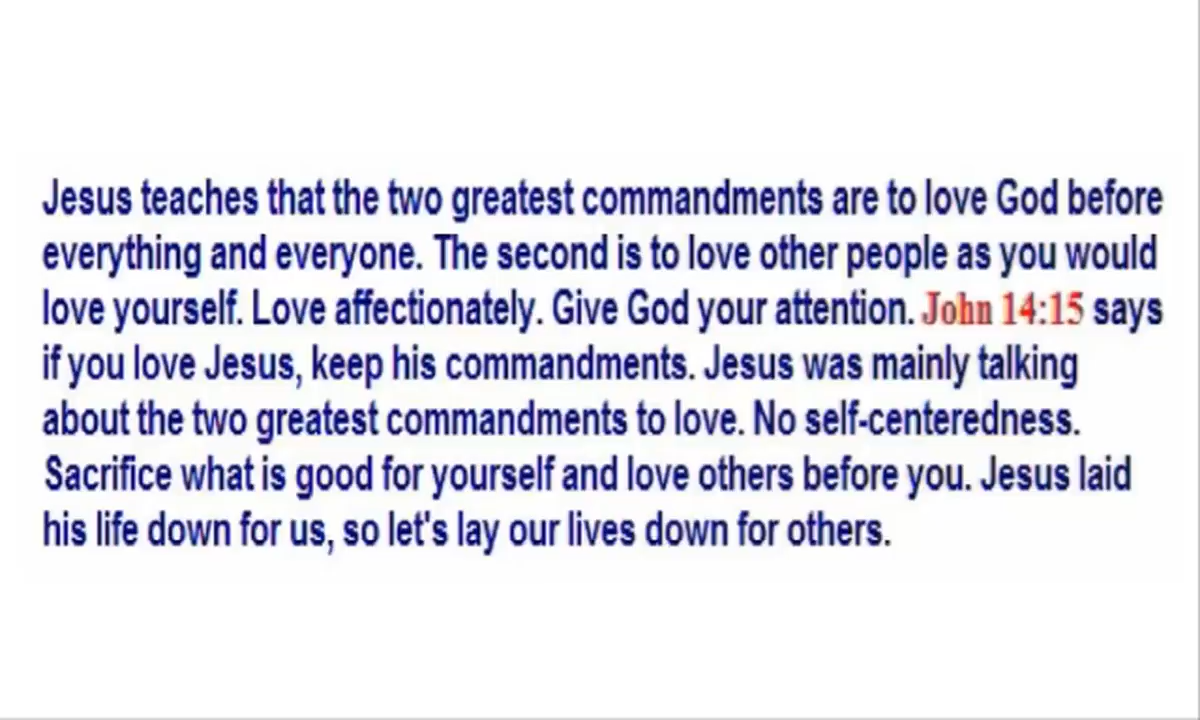 Jesus teaches that the two greatest commandments are to love God before
everything and everyone. The second is to love other people as you would
love yourself. Love affectionately. Give God your attention. John 14:15 says
if you love Jesus, keep his commandments. Jesus was mainly talking
about the two greatest commandments to love. No self-centeredness.
Sacrifice what is good for yourself and love others before you. Jesus laid
his life down for us, so let's lay our lives down for others.